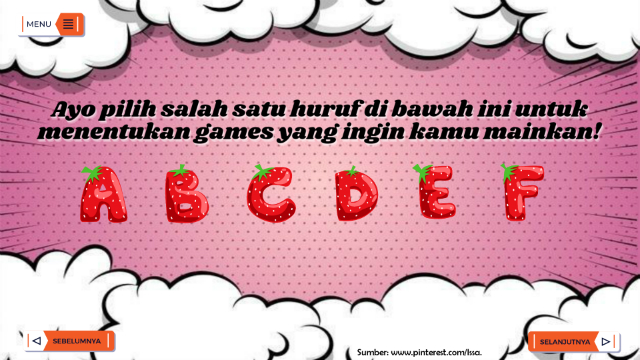 MENU
Ayo pilih salah satu huruf di bawah ini untuk
menentukan games yang ingin kamu mainkan!
A B C D E F
SEBELUMNYA
SELANJUTNYA
Sumber: www.pinterest.com/Issa.